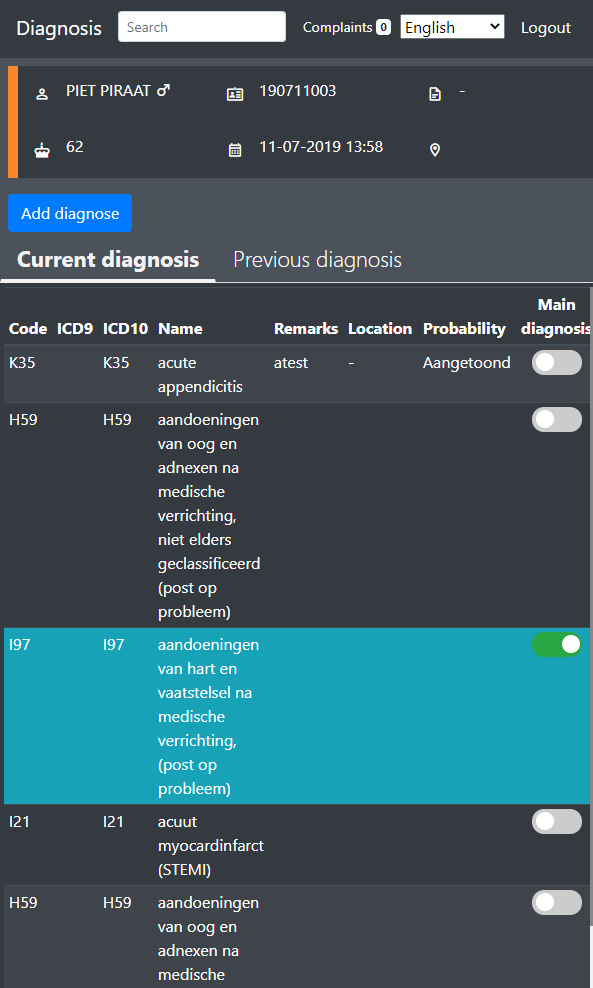 Diagnosis Search Complaints 0 English Logout
PIET PIRAAT 190711003 -
62 11-07-2019 13:58
Add diagnose
Current diagnosis Previous diagnosis
Main
Code ICD9 ICD10 Name Remarks Location Probability diagnosis
K35 K35 acute atest - Aangetoond
appendicitis
H59 H59 aandoeningen
van oog en
adnexen na
medische
verrichting,
niet elders
geclassificeerd
(post op
probleem)
I97 I97 aandoeningen
van hart en
vaatstelsel na
medische
verrichting,
(post op
probleem)
I21 I21 acuut
myocardinfarct
(STEMI)
H59 H59 aandoeningen
van oog en
adnexen na
medische